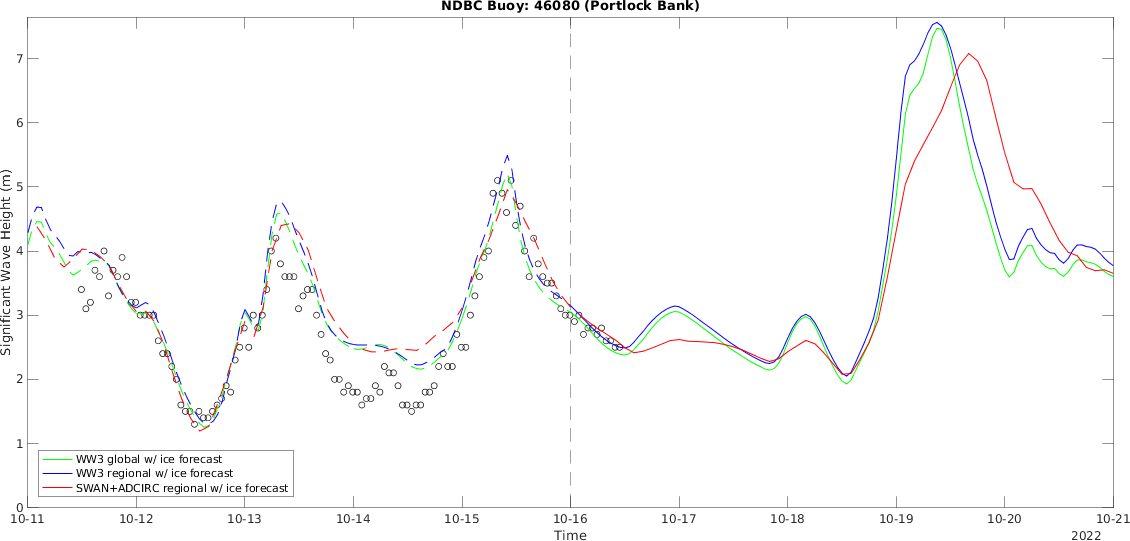 NDBC Buoy: 46080 (Portlock Bank)
7
6
5
4
3
2
1
0
Significant Wave Height (m)
WW3 global w/ ice forecast
WW3 regional w/ ice forecast
SWAN+ADCIRC regional w/ ice forecast
10-11 10-12 10-13 10-14 10-15 10-16 10-17 10-18 10-19 10-20 10-21
Time
2022